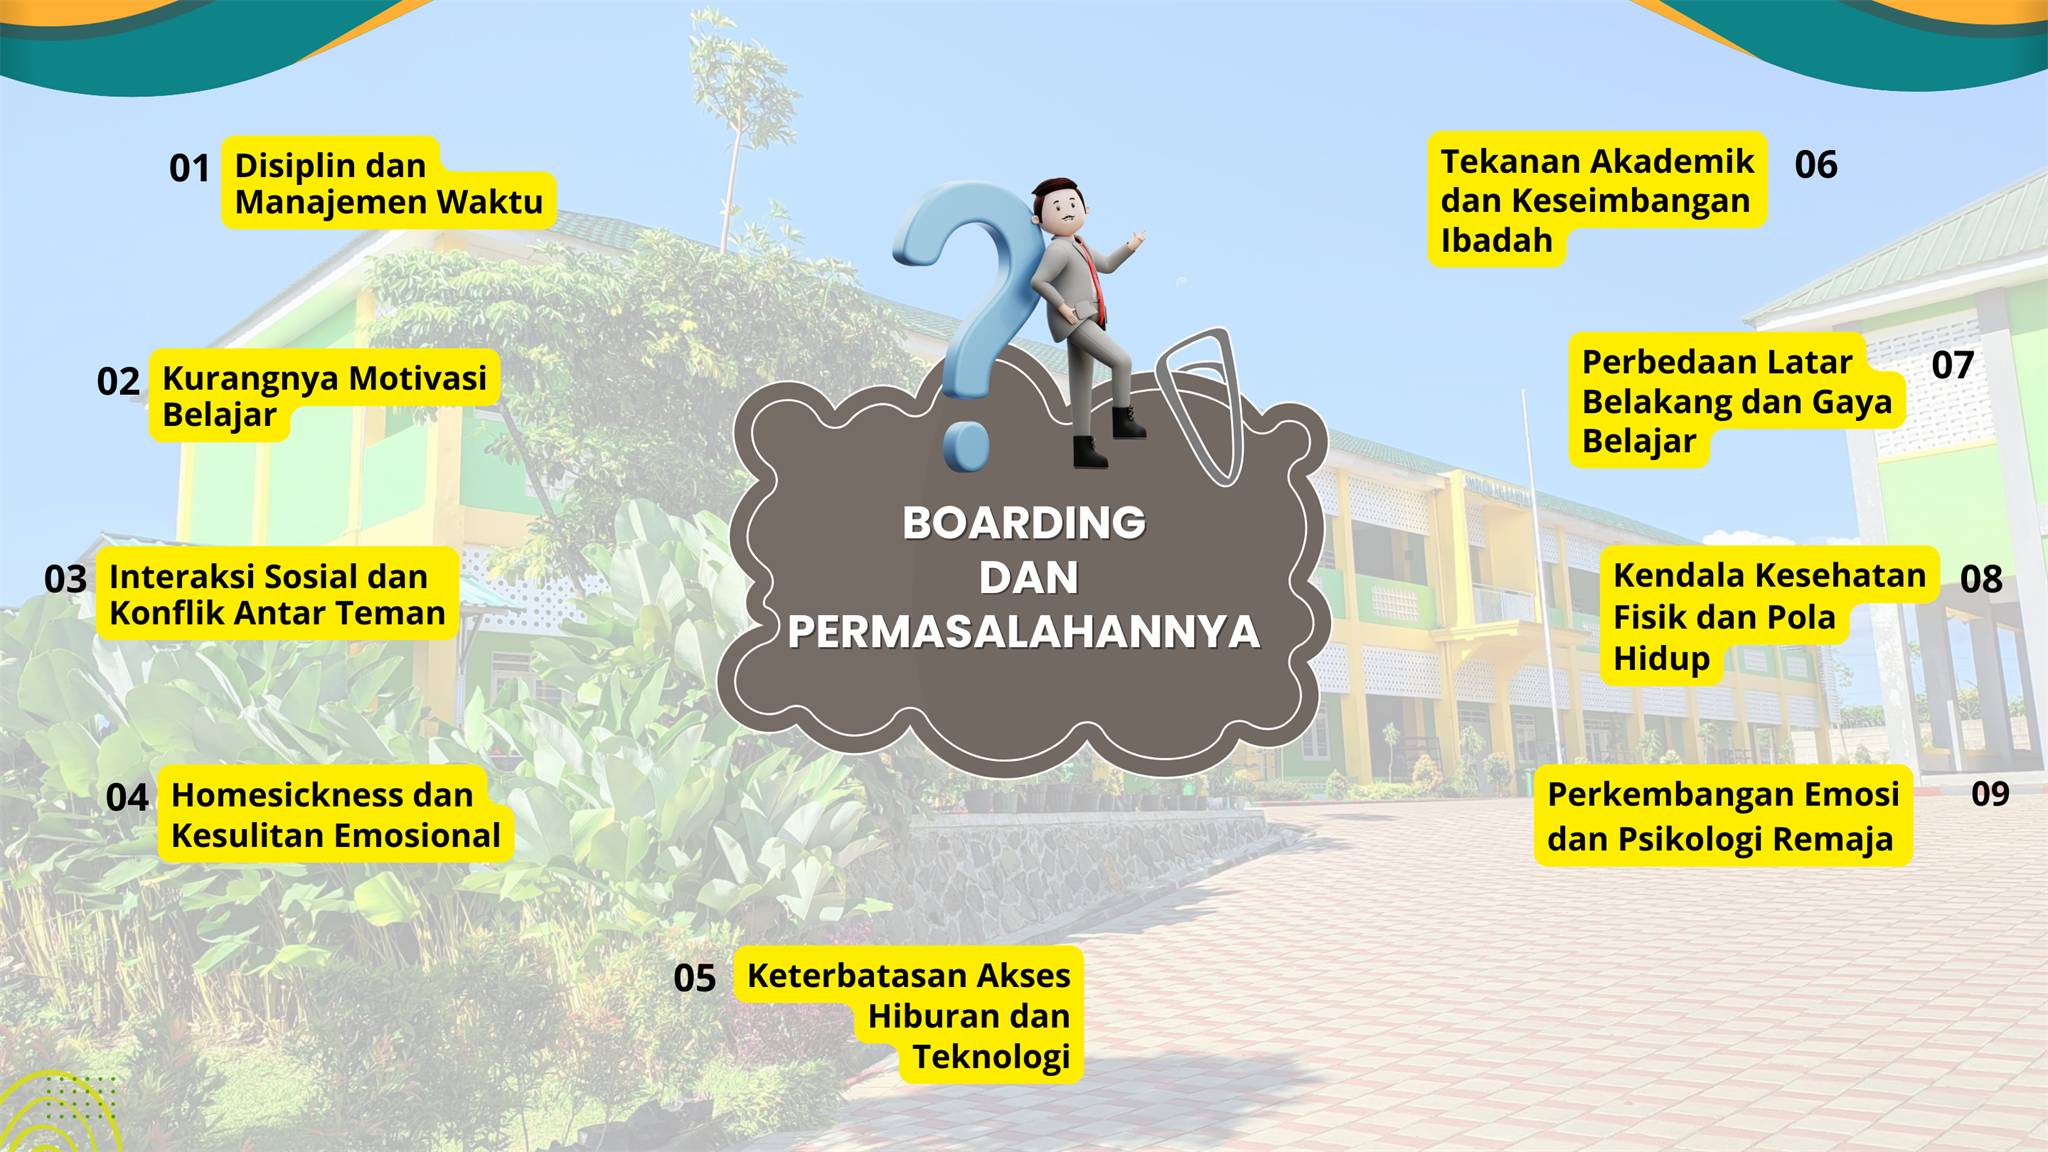 01
Disiplin dan
Manajemen Waktu
02
Kurangnya Motivasi
Belajar
03
Interaksi Sosial dan
Konflik Antar Teman
04
Homesickness dan
Kesulitan Emosional
05
Keterbatasan Akses
Hiburan dan
Teknologi
BOARDING
DAN
PERMASALAHANNYA
Tekanan Akademik
dan Keseimbangan
Ibadah
06
Perbedaan Latar
Belakang dan Gaya
Belajar
07
Kendala Kesehatan
Fisik dan Pola
Hidup
08
Perkembangan Emosi
dan Psikologi Remaja
09